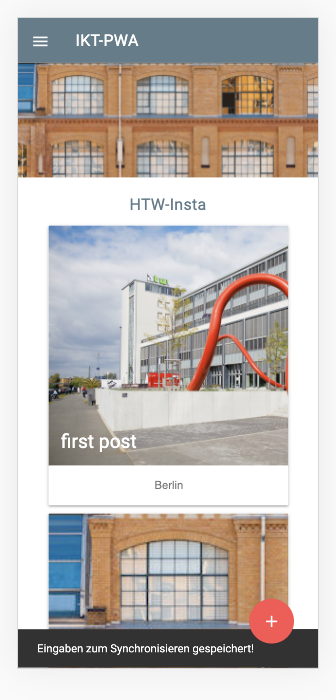 IKT-PWA
HTW-Insta
first post
Berlin
+
Eingaben zum Synchronisieren gespeichert!